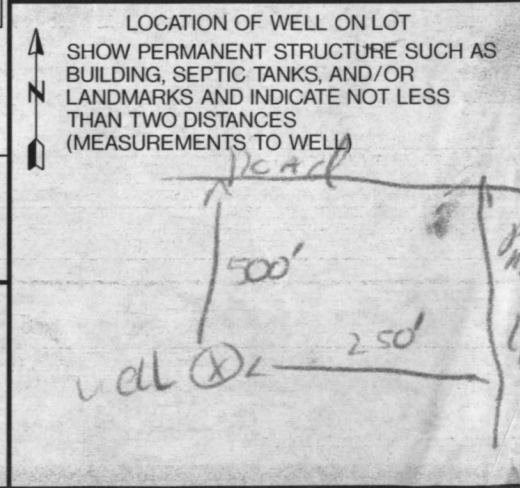 LOCATION OF WELL ON LOT
SHOW PERMANENT STRUCTURE SUCH AS
BUILDING, SEPTIC TANKS, AND/OR
N LANDMARKS AND INDICATE NOT LESS
THAN TWO DISTANCES
(MEASUREMENTS TO WELL)
Road
500'
250'
well X